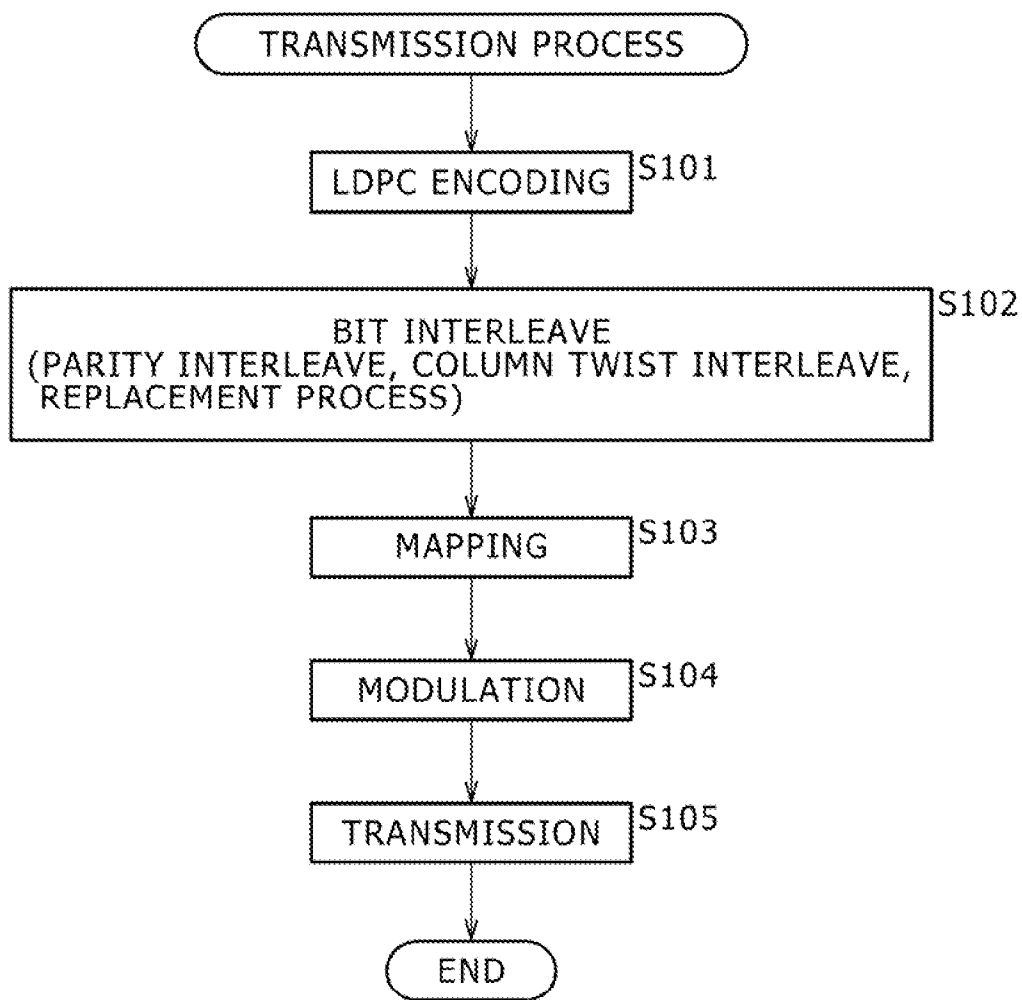 TRANSMISSION PROCESS
LDPC ENCODING
S101
BIT INTERLEAVE
(PARITY INTERLEAVE, COLUMN TWIST INTERLEAVE,
REPLACEMENT PROCESS)
S102
MAPPING
S103
MODULATION
S104
TRANSMISSION
S105
END